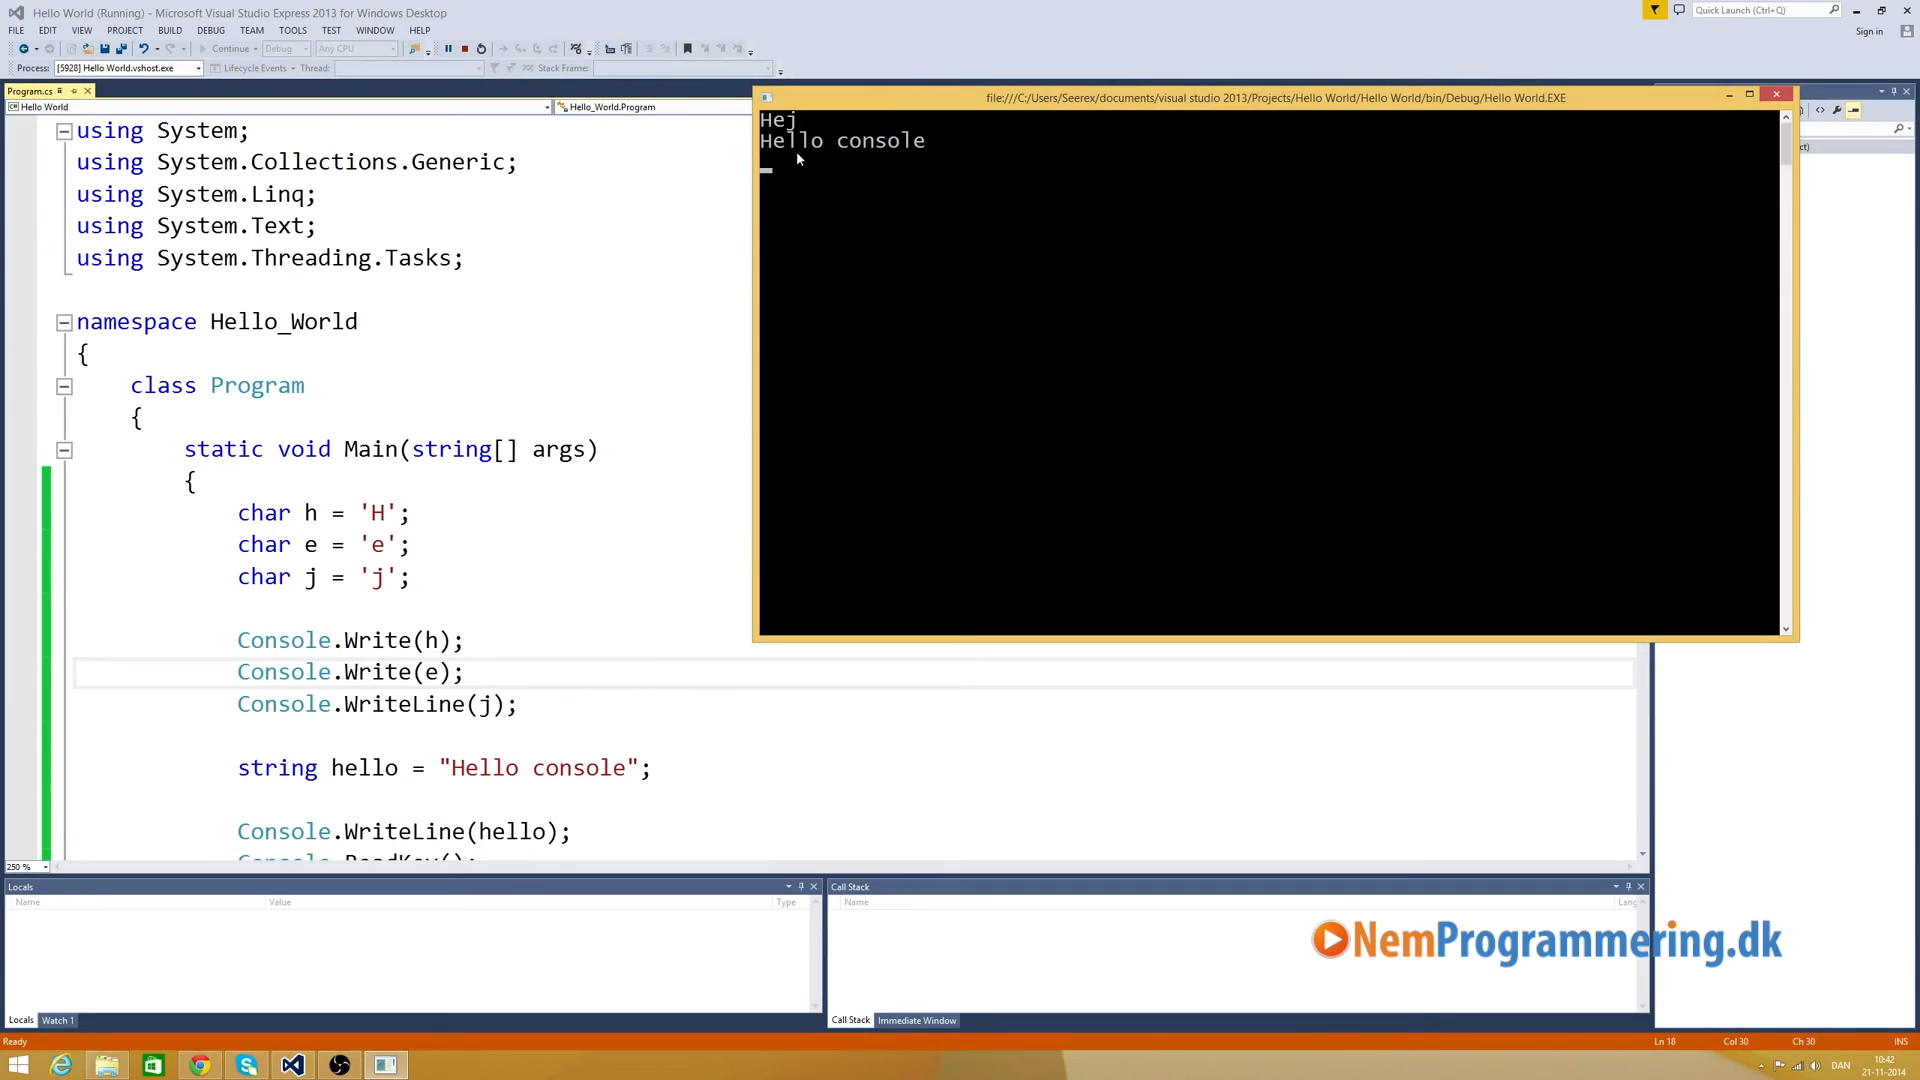 Hello World (Running) - Microsoft Visual Studio Express 2013 for Windows Desktop
Quick Launch (Ctrl+Q)
FILE EDIT VIEW PROJECT BUILD DEBUG TEAM TOOLS TEST WINDOW HELP
Sign in
Continue Debug Any CPU
Process: [5928] Hello World.vshost.exe Lifecycle Events Thread: Stack Frame:
Program.cs
Hello World
Hello_World.Program
file:///C:/Users/Seerex/documents/visual studio 2013/Projects/Hello World/Hello World/bin/Debug/Hello World.EXE
Hej
Hello console
ct)
using System;
using System.Collections.Generic;
using System.Linq;
using System.Text;
using System.Threading.Tasks;
namespace Hello_World
{
class Program
{
static void Main(string[] args)
{
char h = 'H';
char e = 'e';
char j = 'j';
Console.Write(h);
Console.Write(e);
Console.WriteLine(j);
string hello = "Hello console";
Console.WriteLine(hello);
Console.ReadKey();
250 %
Locals
Name Value Type
Call Stack
Name Lang
NemProgrammering.dk
Locals Watch 1
Call Stack Immediate Window
Ready
Ln 18 Col 30 Ch 30 INS
DAN
10:42
21-11-2014